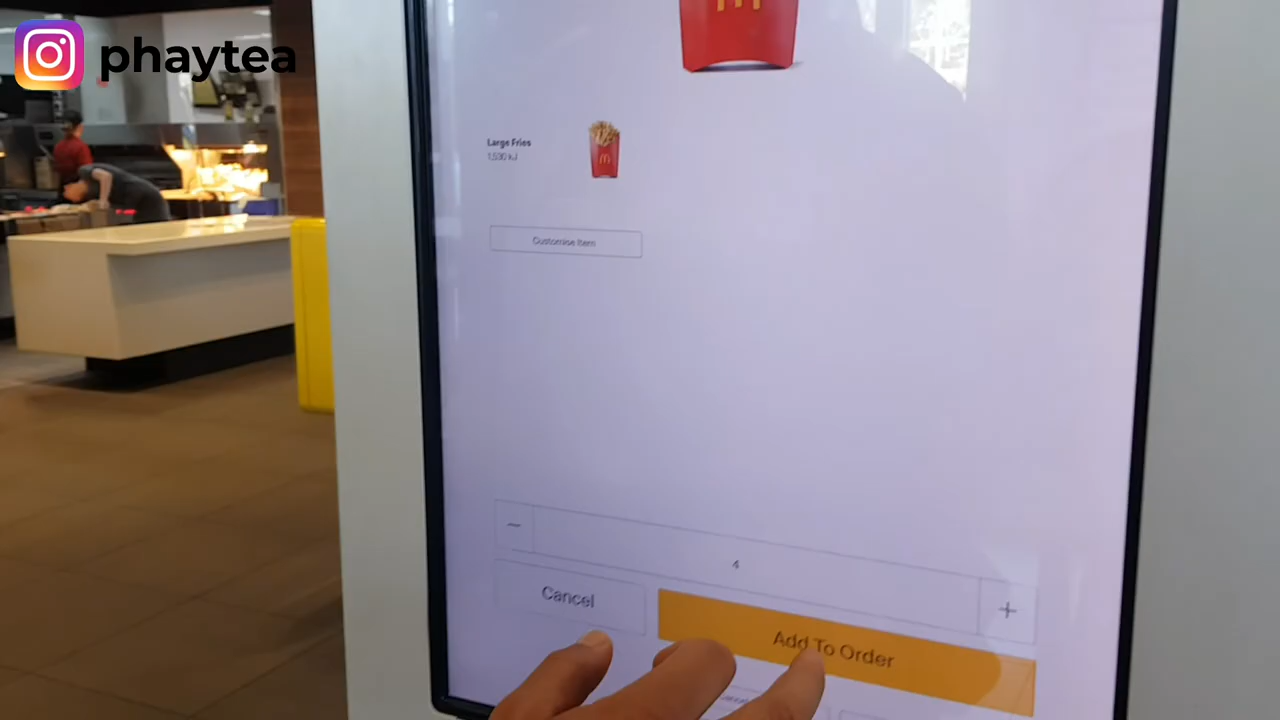 phaytea
Large Fries
1,530 kJ
Customise Item
−
4
+
Cancel
Add To Order